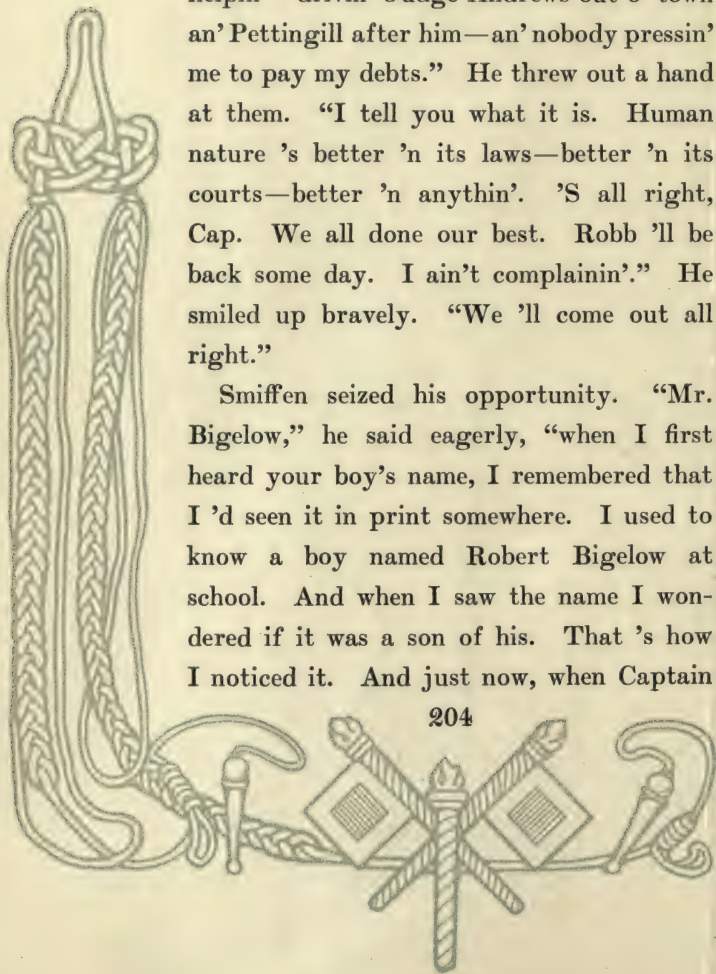 an' Pettingill after him—an' nobody pressin'
me to pay my debts.” He threw out a hand
at them. “I tell you what it is. Human
nature 's better 'n its laws—better 'n its
courts—better 'n anythin'. 'S all right,
Cap. We all done our best. Robb 'll be
back some day. I ain't complainin'.” He
smiled up bravely. “We 'll come out all
right.”
Smiffen seized his opportunity. “Mr.
Bigelow,” he said eagerly, “when I first
heard your boy's name, I remembered that
I 'd seen it in print somewhere. I used to
know a boy named Robert Bigelow at
school. And when I saw the name I won-
dered if it was a son of his. That 's how
I noticed it. And just now, when Captain
204